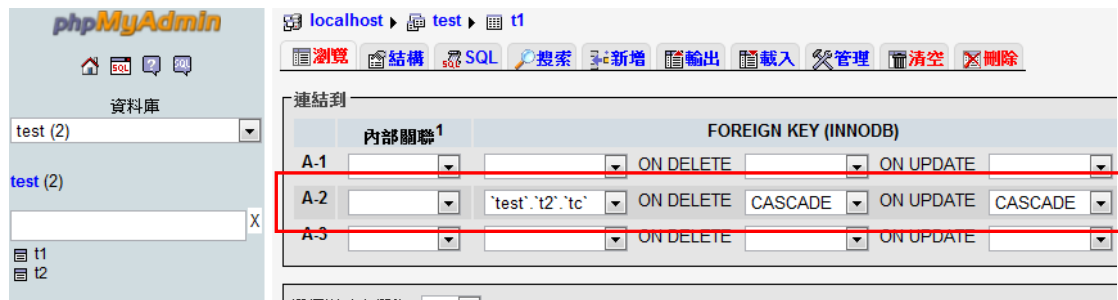 phpMyAdmin
SQL
資料庫
test (2)
test (2)
X
t1
t2
localhost ▸ test ▸ t1
瀏覽 結構 SQL 搜索 新增 輸出 載入 管理 清空 刪除
連結到
內部關聯1 FOREIGN KEY (INNODB)
A-1 ON DELETE ON UPDATE
A-2 `test`.`t2`.`tc` ON DELETE CASCADE ON UPDATE CASCADE
A-3 ON DELETE ON UPDATE